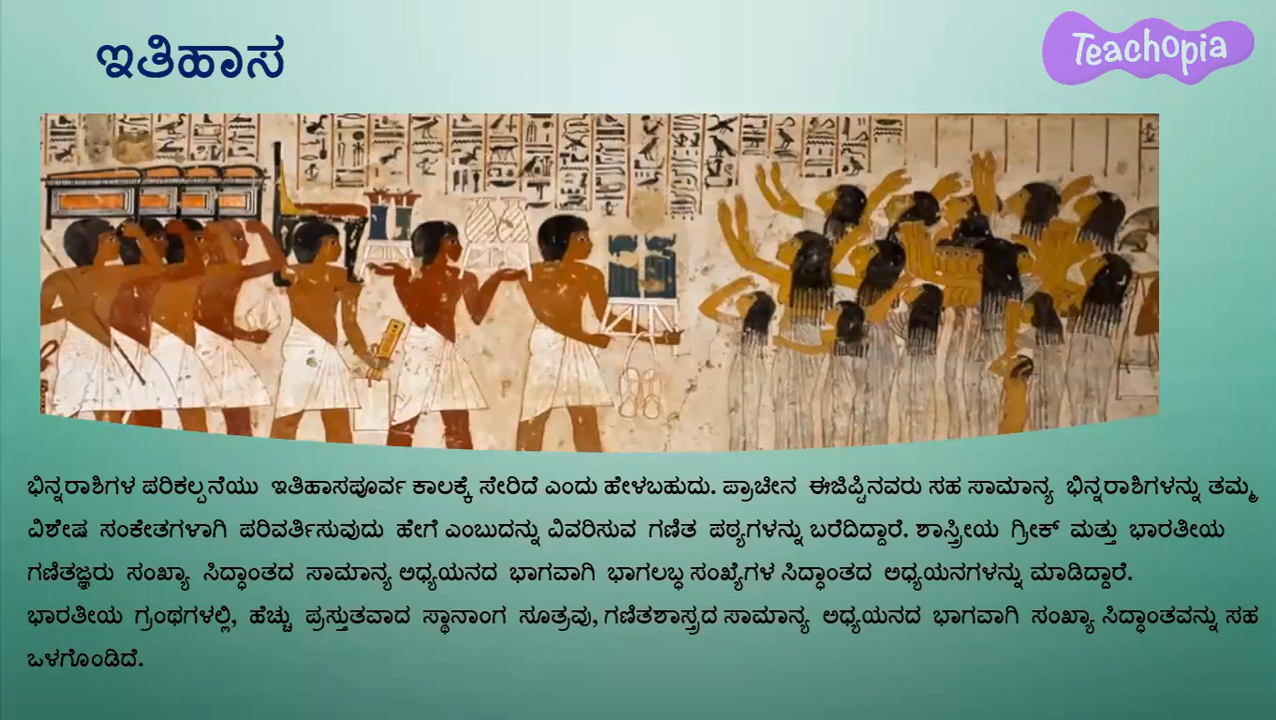 ಇತಿಹಾಸ
Teachopia
ಭಿನ್ನರಾಶಿಗಳ ಪರಿಕಲ್ಪನೆಯು ಇತಿಹಾಸಪೂರ್ವ ಕಾಲಕ್ಕೆ ಸೇರಿದೆ ಎಂದು ಹೇಳಬಹುದು. ಪ್ರಾಚೀನ ಈಜಿಪ್ಟಿನವರು ಸಹ ಸಾಮಾನ್ಯ ಭಿನ್ನರಾಶಿಗಳನ್ನು ತಮ್ಮ
ವಿಶೇಷ ಸಂಕೇತಗಳಾಗಿ ಪರಿವರ್ತಿಸುವುದು ಹೇಗೆ ಎಂಬುದನ್ನು ವಿವರಿಸುವ ಗಣಿತ ಪಠ್ಯಗಳನ್ನು ಬರೆದಿದ್ದಾರೆ. ಶಾಸ್ತ್ರೀಯ ಗ್ರೀಕ್ ಮತ್ತು ಭಾರತೀಯ
ಗಣಿತಜ್ಞರು ಸಂಖ್ಯಾ ಸಿದ್ಧಾಂತದ ಸಾಮಾನ್ಯ ಅಧ್ಯಯನದ ಭಾಗವಾಗಿ ಭಾಗಲಬ್ಧ ಸಂಖ್ಯೆಗಳ ಸಿದ್ಧಾಂತದ ಅಧ್ಯಯನಗಳನ್ನು ಮಾಡಿದ್ದಾರೆ.
ಭಾರತೀಯ ಗ್ರಂಥಗಳಲ್ಲಿ, ಹೆಚ್ಚು ಪ್ರಸ್ತುತವಾದ ಸ್ಥಾನಾಂಗ ಸೂತ್ರವು, ಗಣಿತಶಾಸ್ತ್ರದ ಸಾಮಾನ್ಯ ಅಧ್ಯಯನದ ಭಾಗವಾಗಿ ಸಂಖ್ಯಾ ಸಿದ್ಧಾಂತವನ್ನು ಸಹ
ಒಳಗೊಂಡಿದೆ.